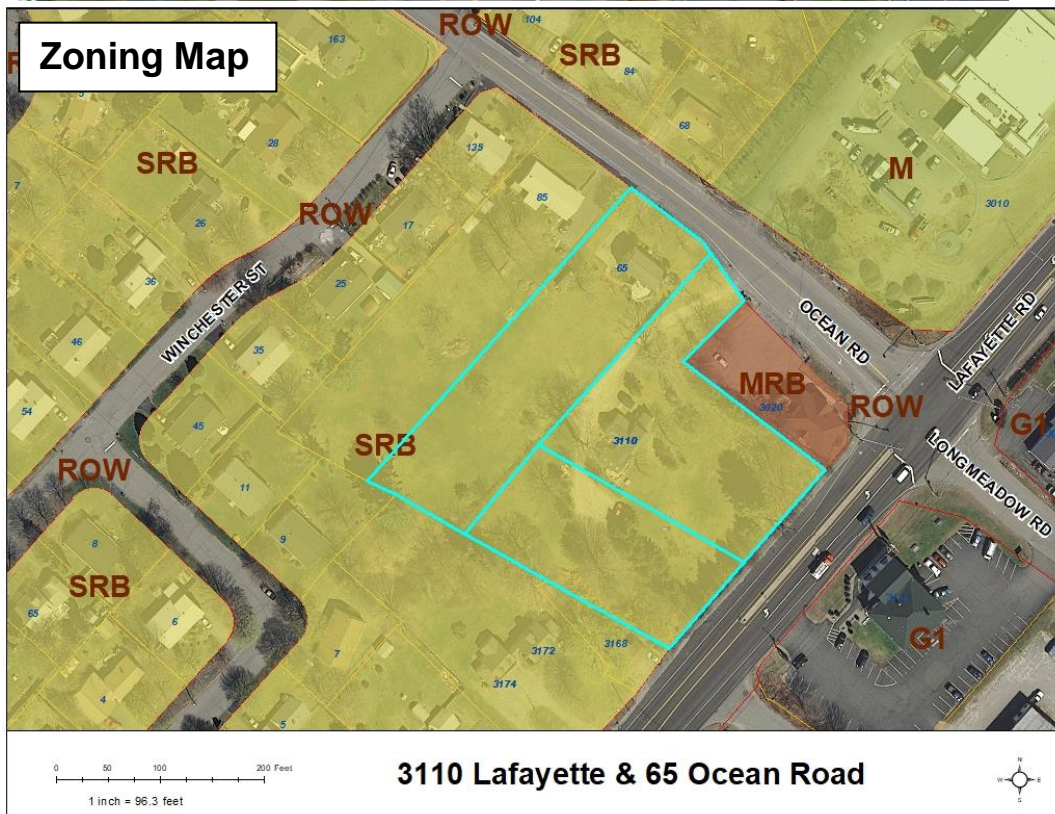 Zoning Map
ROW
104
163
SRB
84
68
28
135
SRB
M
7
ROW
85
3010
26
17
36
65
25
WINCHESTER ST
OCEAN RD
LAFAYETTE RD
46
35
MRB
3020
ROW
G1
54
3110
45
SRB
LONGMEADOW RD
ROW
11
9
8
SRB
65
6
G1
7
3172
3168
3174
4
5
0 50 100 200 Feet
1 inch = 96.3 feet
3110 Lafayette & 65 Ocean Road
N
W E
S